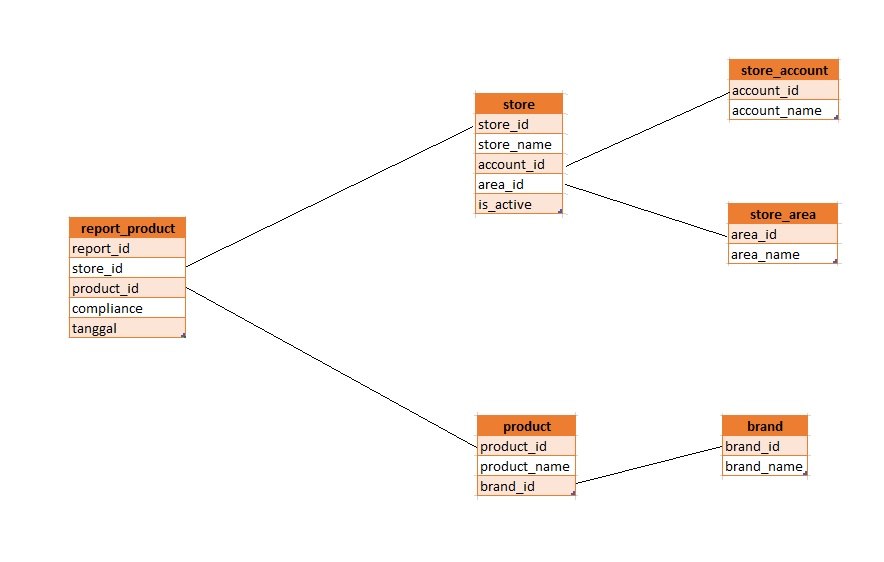 report_product
report_id
store_id
product_id
compliance
tanggal
store
store_id
store_name
account_id
area_id
is_active
store_account
account_id
account_name
store_area
area_id
area_name
product
product_id
product_name
brand_id
brand
brand_id
brand_name